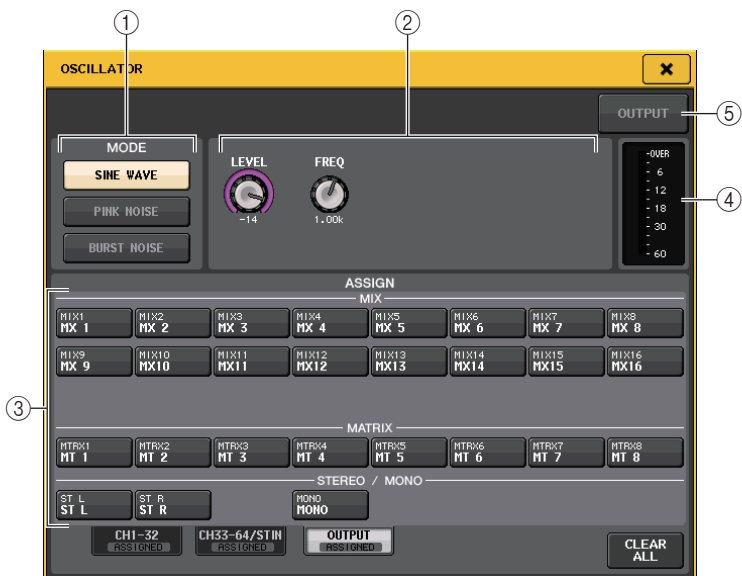 ① ②
OSCILLATOR ×
OUTPUT ⑤
MODE
SINE WAVE
PINK NOISE
BURST NOISE
LEVEL FREQ
-14 1.00k
-OVER
- 6
- 12
- 18
- 30
- 60
④
③
ASSIGN
MIX
MIX1 MIX2 MIX3 MIX4 MIX5 MIX6 MIX7 MIX8
MX 1 MX 2 MX 3 MX 4 MX 5 MX 6 MX 7 MX 8
MIX9 MIX10 MIX11 MIX12 MIX13 MIX14 MIX15 MIX16
MX 9 MX10 MX11 MX12 MX13 MX14 MX15 MX16
MATRIX
MTRX1 MTRX2 MTRX3 MTRX4 MTRX5 MTRX6 MTRX7 MTRX8
MT 1 MT 2 MT 3 MT 4 MT 5 MT 6 MT 7 MT 8
STEREO / MONO
ST L ST R MONO
ST L ST R MONO
CH1-32 CH33-64/STIN OUTPUT
ASSIGNED ASSIGNED ASSIGNED
CLEAR
ALL